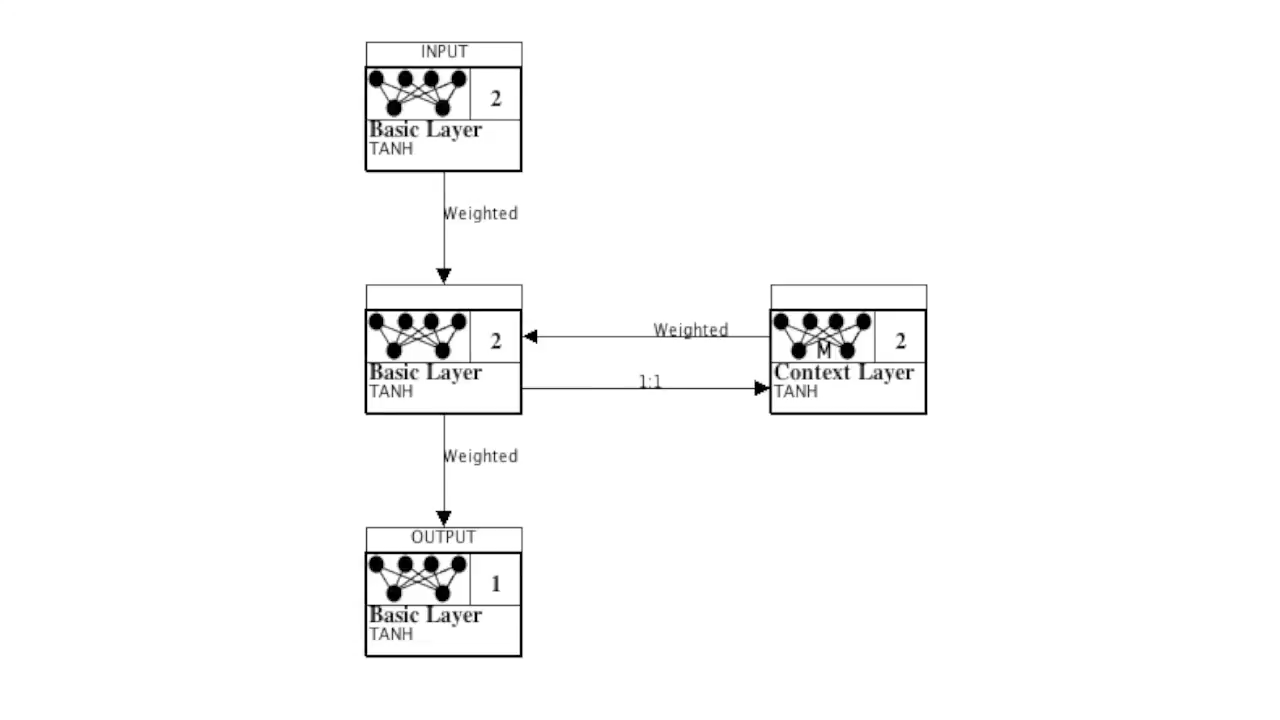 INPUT
2
Basic Layer
TANH
Weighted
2
Basic Layer
TANH
Weighted
1:1
M
2
Context Layer
TANH
Weighted
OUTPUT
1
Basic Layer
TANH